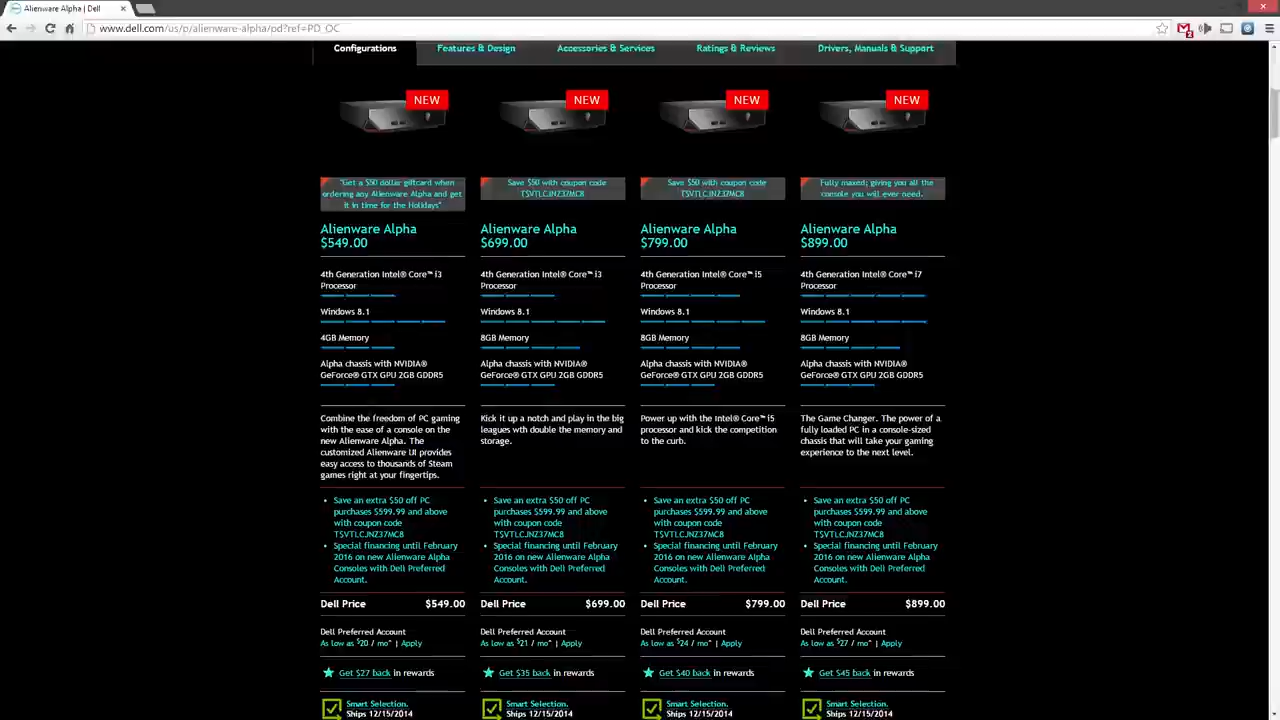 Alienware Alpha | Dell
www.dell.com/us/p/alienware-alpha/pd?ref=PD_OC
Configurations
Features & Design
Accessories & Services
Ratings & Reviews
Drivers, Manuals & Support
NEW
"Get a $50 dollar giftcard when
ordering any Alienware Alpha and get
it in time for the Holidays"
Alienware Alpha
$549.00
4th Generation Intel® Core™ i3
Processor
Windows 8.1
4GB Memory
Alpha chassis with NVIDIA®
GeForce® GTX GPU 2GB GDDR5
Combine the freedom of PC gaming
with the ease of a console on the
new Alienware Alpha. The
customized Alienware UI provides
easy access to thousands of Steam
games right at your fingertips.
Save an extra $50 off PC
purchases $599.99 and above
with coupon code
T$VTLCJNZ37MC8
Special financing until February
2016 on new Alienware Alpha
Consoles with Dell Preferred
Account.
Dell Price $549.00
Dell Preferred Account
As low as $20 / mo^ | Apply
Get $27 back in rewards
Smart Selection.
Ships 12/15/2014
NEW
Save $50 with coupon code
T$VTLCJNZ37MC8
Alienware Alpha
$699.00
4th Generation Intel® Core™ i3
Processor
Windows 8.1
8GB Memory
Alpha chassis with NVIDIA®
GeForce® GTX GPU 2GB GDDR5
Kick it up a notch and play in the big
leagues wth double the memory and
storage.
Save an extra $50 off PC
purchases $599.99 and above
with coupon code
T$VTLCJNZ37MC8
Special financing until February
2016 on new Alienware Alpha
Consoles with Dell Preferred
Account.
Dell Price $699.00
Dell Preferred Account
As low as $21 / mo^ | Apply
Get $35 back in rewards
Smart Selection.
Ships 12/15/2014
NEW
Save $50 with coupon code
T$VTLCJNZ37MC8
Alienware Alpha
$799.00
4th Generation Intel® Core™ i5
Processor
Windows 8.1
8GB Memory
Alpha chassis with NVIDIA®
GeForce® GTX GPU 2GB GDDR5
Power up with the Intel® Core™ i5
processor and kick the competition
to the curb.
Save an extra $50 off PC
purchases $599.99 and above
with coupon code
T$VTLCJNZ37MC8
Special financing until February
2016 on new Alienware Alpha
Consoles with Dell Preferred
Account.
Dell Price $799.00
Dell Preferred Account
As low as $24 / mo^ | Apply
Get $40 back in rewards
Smart Selection.
Ships 12/15/2014
NEW
Fully maxed; giving you all the
console you will ever need.
Alienware Alpha
$899.00
4th Generation Intel® Core™ i7
Processor
Windows 8.1
8GB Memory
Alpha chassis with NVIDIA®
GeForce® GTX GPU 2GB GDDR5
The Game Changer. The power of a
fully loaded PC in a console-sized
chassis that will take your gaming
experience to the next level.
Save an extra $50 off PC
purchases $599.99 and above
with coupon code
T$VTLCJNZ37MC8
Special financing until February
2016 on new Alienware Alpha
Consoles with Dell Preferred
Account.
Dell Price $899.00
Dell Preferred Account
As low as $27 / mo^ | Apply
Get $45 back in rewards
Smart Selection.
Ships 12/15/2014